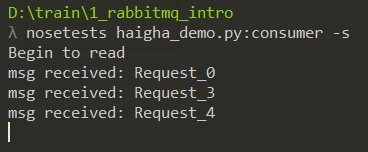 D:\train\1_rabbitmq_intro
λ nosetests haigha_demo.py:consumer -s
Begin to read
msg received: Request_0
msg received: Request_3
msg received: Request_4